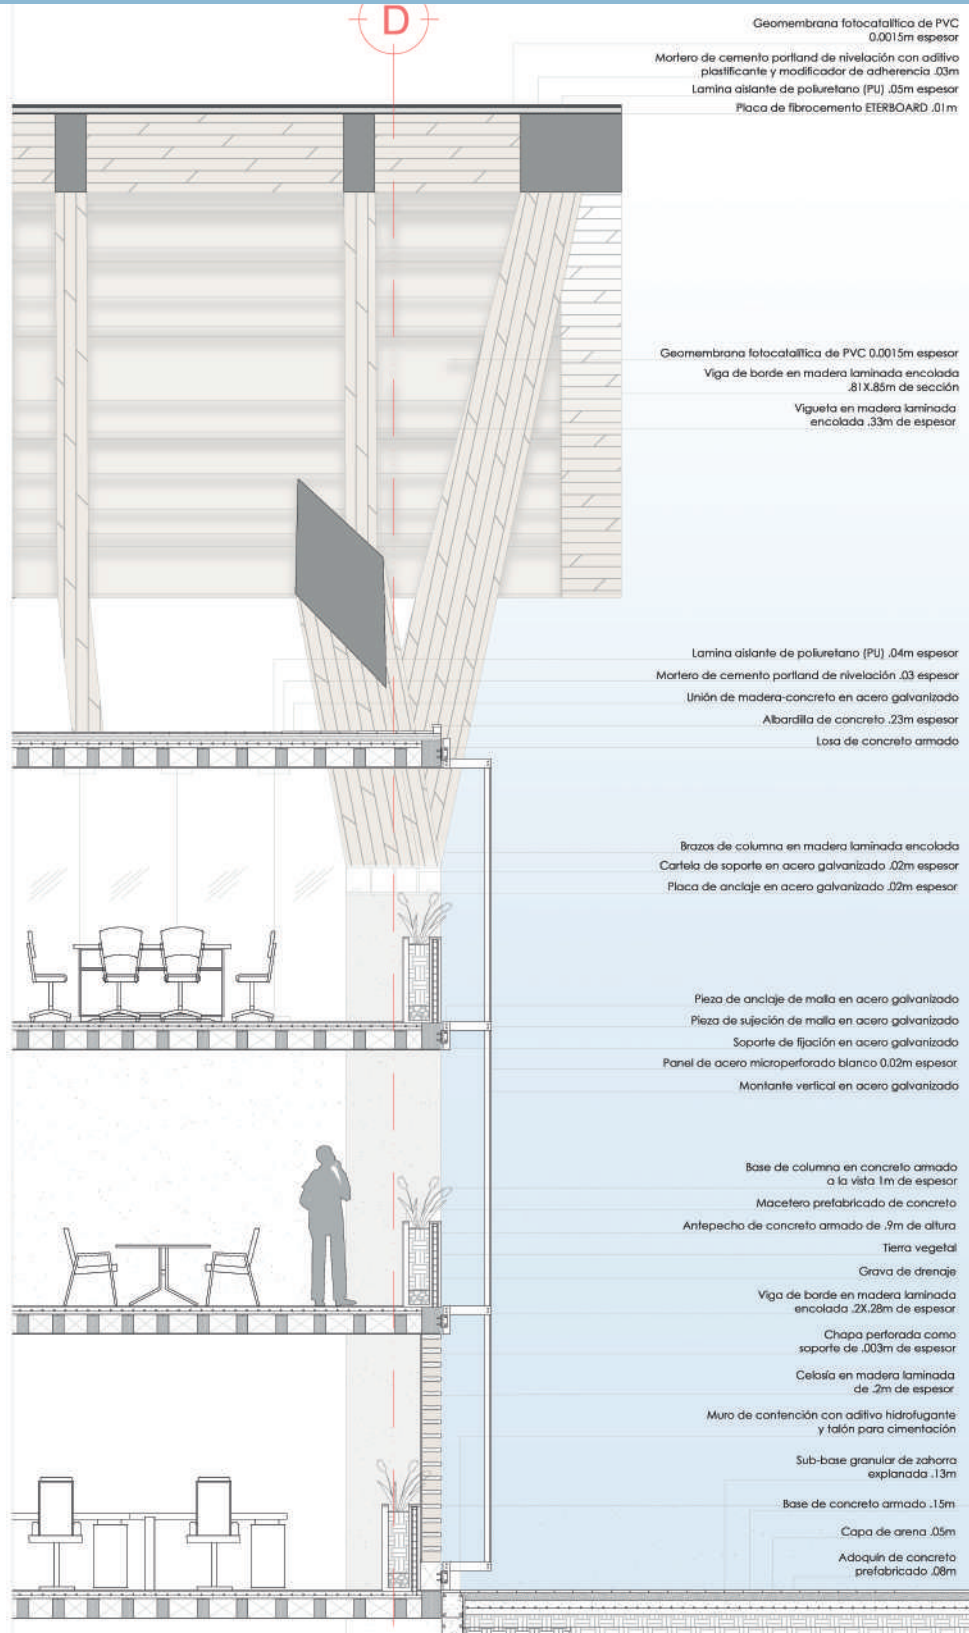 D
Geomembrana fotocatalítica de PVC
0.0015m espesor
Mortero de cemento portland de nivelación con aditivo
plastificante y modificador de adherencia .03m
Lamina aislante de poliuretano (PU) .05m espesor
Placa de fibrocemento ETERBOARD .01m
Geomembrana fotocatalítica de PVC 0.0015m espesor
Viga de borde en madera laminada encolada
.81X.85m de sección
Vigueta en madera laminada
encolada .33m de espesor
Lamina aislante de poliuretano (PU) .04m espesor
Mortero de cemento portland de nivelación .03 espesor
Unión de madera-concreto en acero galvanizado
Albardilla de concreto .23m espesor
Losa de concreto armado
Brazos de columna en madera laminada encolada
Cartela de soporte en acero galvanizado .02m espesor
Placa de anclaje en acero galvanizado .02m espesor
Pieza de anclaje de malla en acero galvanizado
Pieza de sujeción de malla en acero galvanizado
Soporte de fijación en acero galvanizado
Panel de acero microperforado blanco 0.02m espesor
Montante vertical en acero galvanizado
Base de columna en concreto armado
a la vista 1m de espesor
Macetero prefabricado de concreto
Antepecho de concreto armado de .9m de altura
Tierra vegetal
Grava de drenaje
Viga de borde en madera laminada
encolada .2X.28m de espesor
Chapa perforada como
soporte de .003m de espesor
Celosía en madera laminada
de .2m de espesor
Muro de contención con aditivo hidrofugante
y talón para cimentación
Sub-base granular de zahorra
explanada .13m
Base de concreto armado .15m
Capa de arena .05m
Adoquín de concreto
prefabricado .08m